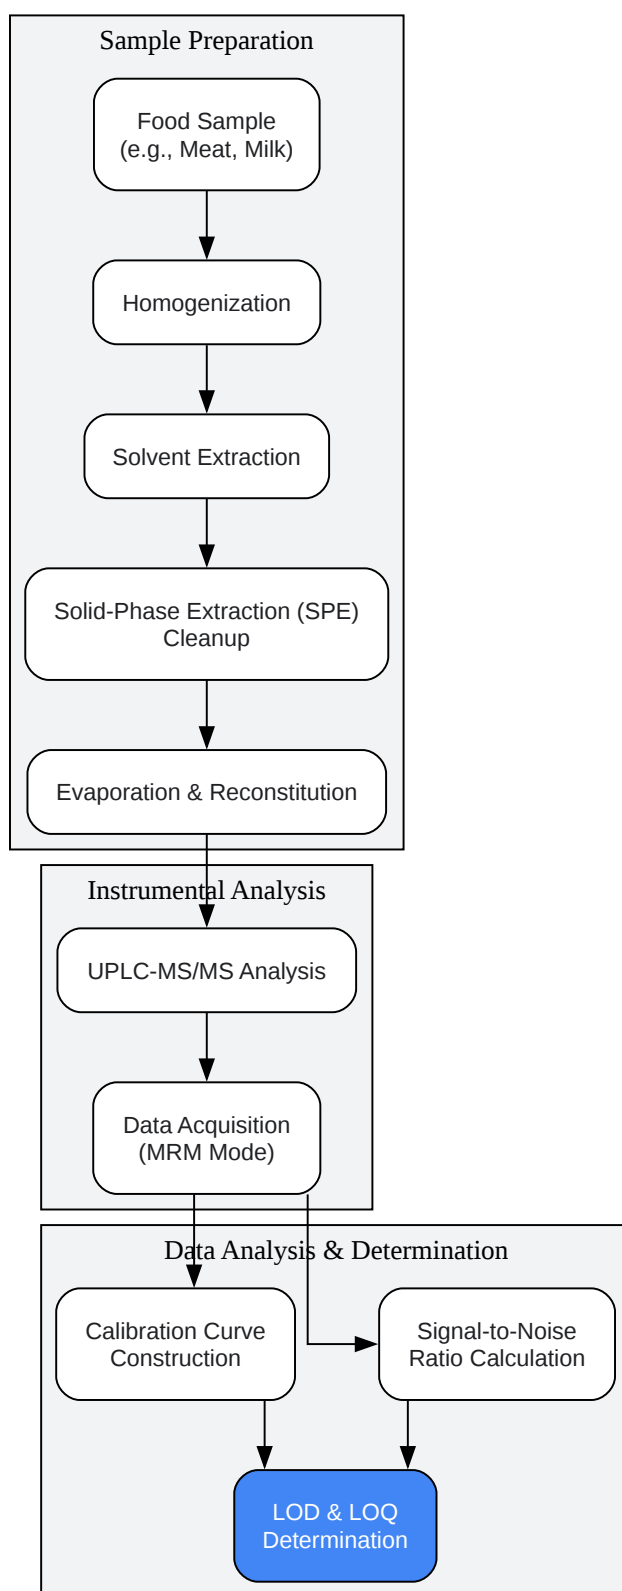 Sample Preparation
Food Sample
(e.g., Meat, Milk)
Homogenization
Solvent Extraction
Solid-Phase Extraction (SPE)
Cleanup
Evaporation & Reconstitution
Instrumental Analysis
UPLC-MS/MS Analysis
Data Acquisition
(MRM Mode)
Data Analysis & Determination
Calibration Curve
Construction
Signal-to-Noise
Ratio Calculation
LOD & LOQ
Determination